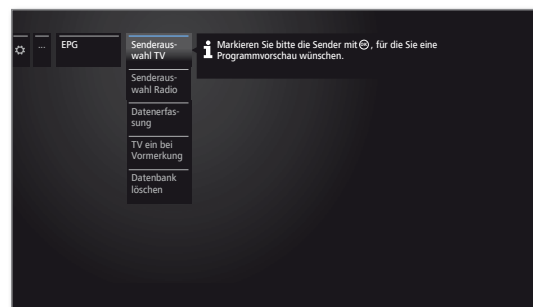 ...
EPG
Senderaus-
wahl TV
Markieren Sie bitte die Sender mit OK, für die Sie eine
Programmvorschau wünschen.
Senderaus-
wahl Radio
Datenerfas-
sung
TV ein bei
Vormerkung
Datenbank
löschen